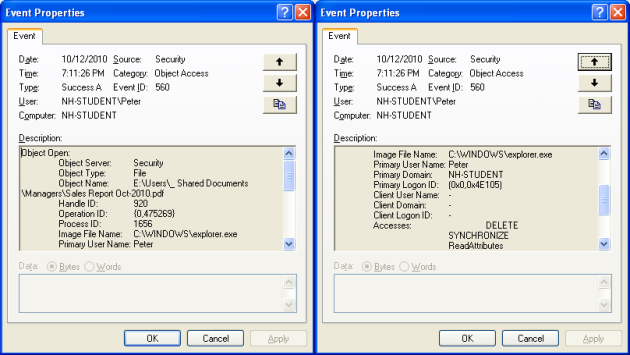 Event Properties
Event
Date: 10/12/2010 Source: Security
Time: 7:11:26 PM Category: Object Access
Type: Success A Event ID: 560
User: NH-STUDENT\Peter
Computer: NH-STUDENT
Description:
Object Open:
Object Server: Security
Object Type: File
Object Name: E:\Users\_ Shared Documents
\Managers\Sales Report Oct-2010.pdf
Handle ID: 920
Operation ID: {0,475269}
Process ID: 1656
Image File Name: C:\WINDOWS\explorer.exe
Primary User Name: Peter
Data: Bytes Words
OK Cancel Apply
Event Properties
Event
Date: 10/12/2010 Source: Security
Time: 7:11:26 PM Category: Object Access
Type: Success A Event ID: 560
User: NH-STUDENT\Peter
Computer: NH-STUDENT
Description:
Image File Name: C:\WINDOWS\explorer.exe
Primary User Name: Peter
Primary Domain: NH-STUDENT
Primary Logon ID: (0x0,0x4E105)
Client User Name: -
Client Domain: -
Client Logon ID: -
Accesses: DELETE
SYNCHRONIZE
ReadAttributes
Data: Bytes Words
OK Cancel Apply